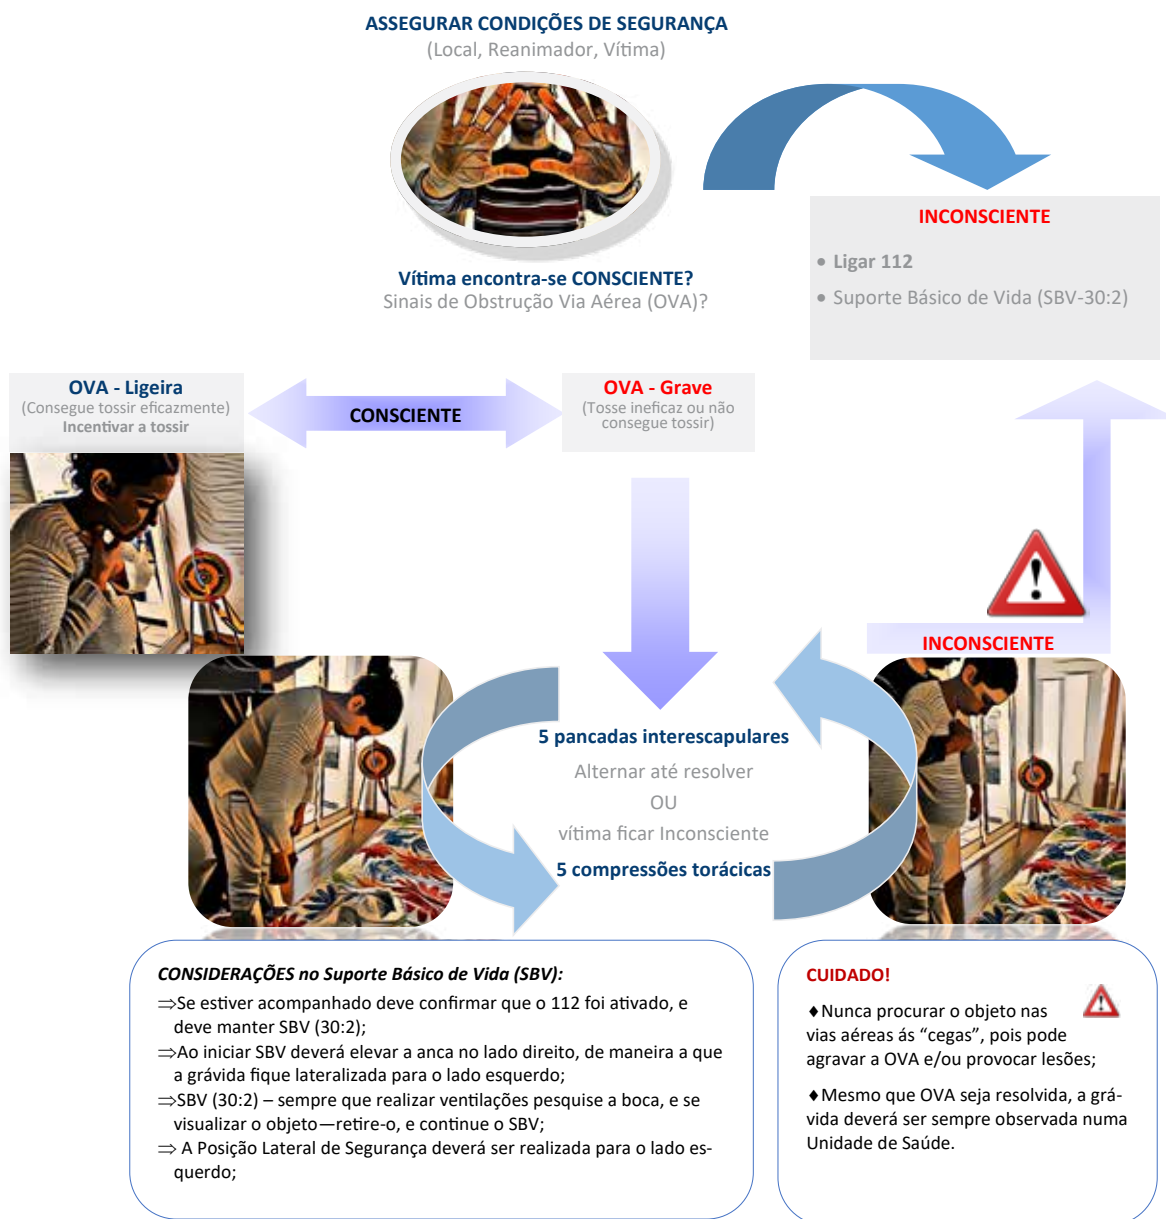 ASSEGURAR CONDIÇÕES DE SEGURANÇA
(Local, Reanimador, Vítima)
Vítima encontra-se CONSCIENTE?
Sinais de Obstrução Via Aérea (OVA)?
INCONSCIENTE
• Ligar 112
• Suporte Básico de Vida (SBV-30:2)
OVA - Ligeira
(Consegue tossir eficazmente)
Incentivar a tossir
CONSCIENTE
OVA - Grave
(Tosse ineficaz ou não
consegue tossir)
INCONSCIENTE
5 pancadas interescapulares
Alternar até resolver
OU
vítima ficar Inconsciente
5 compressões torácicas
CONSIDERAÇÕES no Suporte Básico de Vida (SBV):
⇒Se estiver acompanhado deve confirmar que o 112 foi ativado, e
deve manter SBV (30:2);
⇒Ao iniciar SBV deverá elevar a anca no lado direito, de maneira a que
a grávida fique lateralizada para o lado esquerdo;
⇒SBV (30:2) – sempre que realizar ventilações pesquise a boca, e se
visualizar o objeto—retire-o, e continue o SBV;
⇒ A Posição Lateral de Segurança deverá ser realizada para o lado es-
querdo;
CUIDADO!
♦Nunca procurar o objeto nas
vias aéreas ás “cegas”, pois pode
agravar a OVA e/ou provocar lesões;
♦Mesmo que OVA seja resolvida, a grá-
vida deverá ser sempre observada numa
Unidade de Saúde.